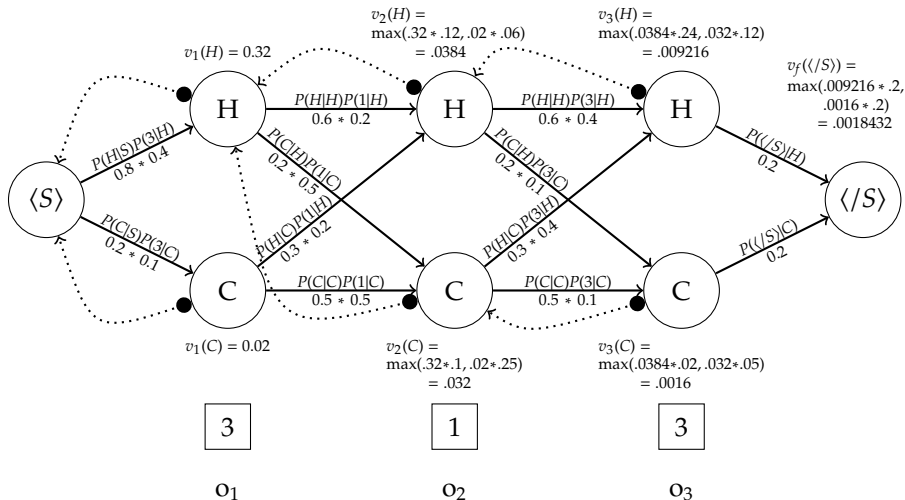 v₂(H) =
max(.32 * .12, .02 * .06)
= .0384
v₃(H) =
max(.0384*.24, .032*.12)
= .009216
v₁(H) = 0.32
v_f(⟨/S⟩) =
max(.009216 * .2,
.0016 * .2)
= .0018432
H
P(H|H)P(1|H)
0.6 * 0.2
H
P(H|H)P(3|H)
0.6 * 0.4
H
P(H|S)P(3|H)
0.8 * 0.4
P(C|H)P(1|C)
0.2 * 0.5
P(C|H)P(3|C)
0.2 * 0.1
P(⟨/S⟩|H)
0.2
⟨S⟩
⟨/S⟩
P(C|S)P(3|C)
0.2 * 0.1
P(H|C)P(1|H)
0.3 * 0.2
P(H|C)P(3|H)
0.3 * 0.4
P(⟨/S⟩|C)
0.2
C
P(C|C)P(1|C)
0.5 * 0.5
C
P(C|C)P(3|C)
0.5 * 0.1
C
v₁(C) = 0.02
v₂(C) =
max(.32*.1, .02*.25)
= .032
v₃(C) =
max(.0384*.02, .032*.05)
= .0016
3 1 3
o₁ o₂ o₃